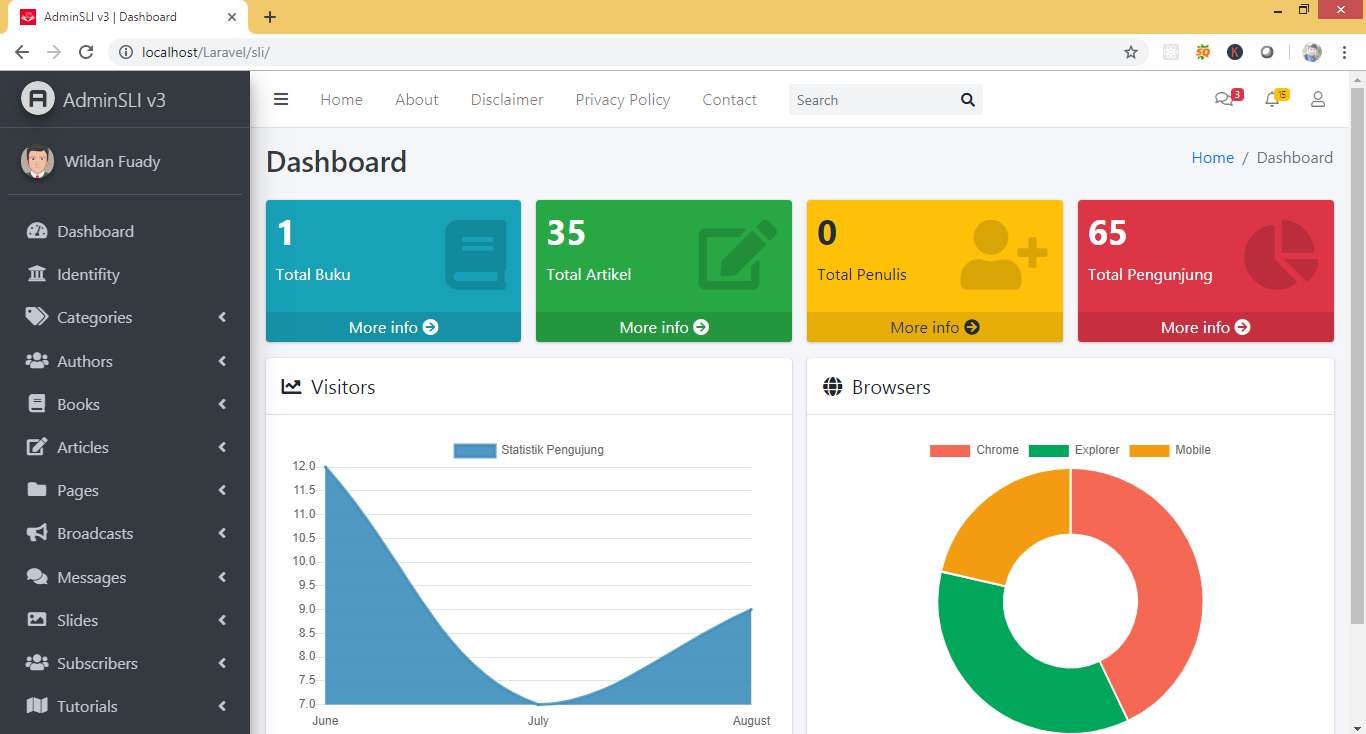 AdminSLI v3 | Dashboard
localhost/Laravel/sli/
AdminSLI v3
Home About Disclaimer Privacy Policy Contact Search 3 15
Wildan Fuady
Dashboard
Identifity
Categories
Authors
Books
Articles
Pages
Broadcasts
Messages
Slides
Subscribers
Tutorials
Dashboard
Home / Dashboard
1
Total Buku
More info
35
Total Artikel
More info
0
Total Penulis
More info
65
Total Pengunjung
More info
Visitors
Statistik Pengujung
12.0
11.5
11.0
10.5
10.0
9.5
9.0
8.5
8.0
7.5
7.0
June July August
Browsers
Chrome Explorer Mobile